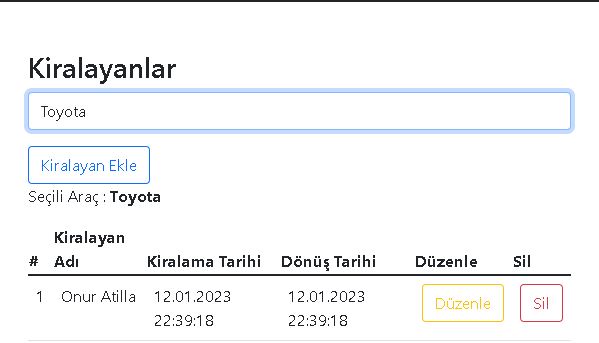 Kiralayanlar
Toyota
Kiralayan Ekle
Seçili Araç : Toyota
# Kiralayan Adı Kiralama Tarihi Dönüş Tarihi Düzenle Sil
1 Onur Atilla 12.01.2023 22:39:18 12.01.2023 22:39:18 Düzenle Sil